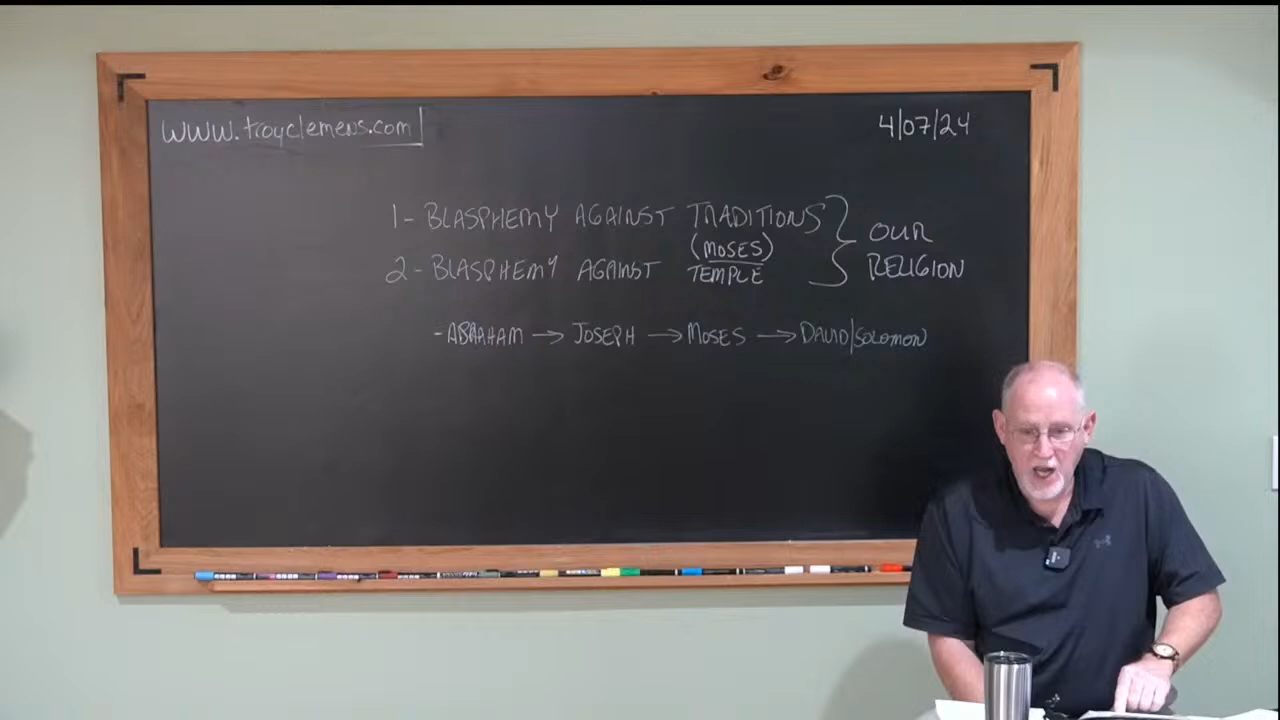 www.troyclemens.com
4/07/24
1- BLASPHEMY AGAINST TRADITIONS
(MOSES)
2- BLASPHEMY AGAINST TEMPLE
OUR
RELIGION
-ABRAHAM → JOSEPH → MOSES → DAVID/SOLOMON